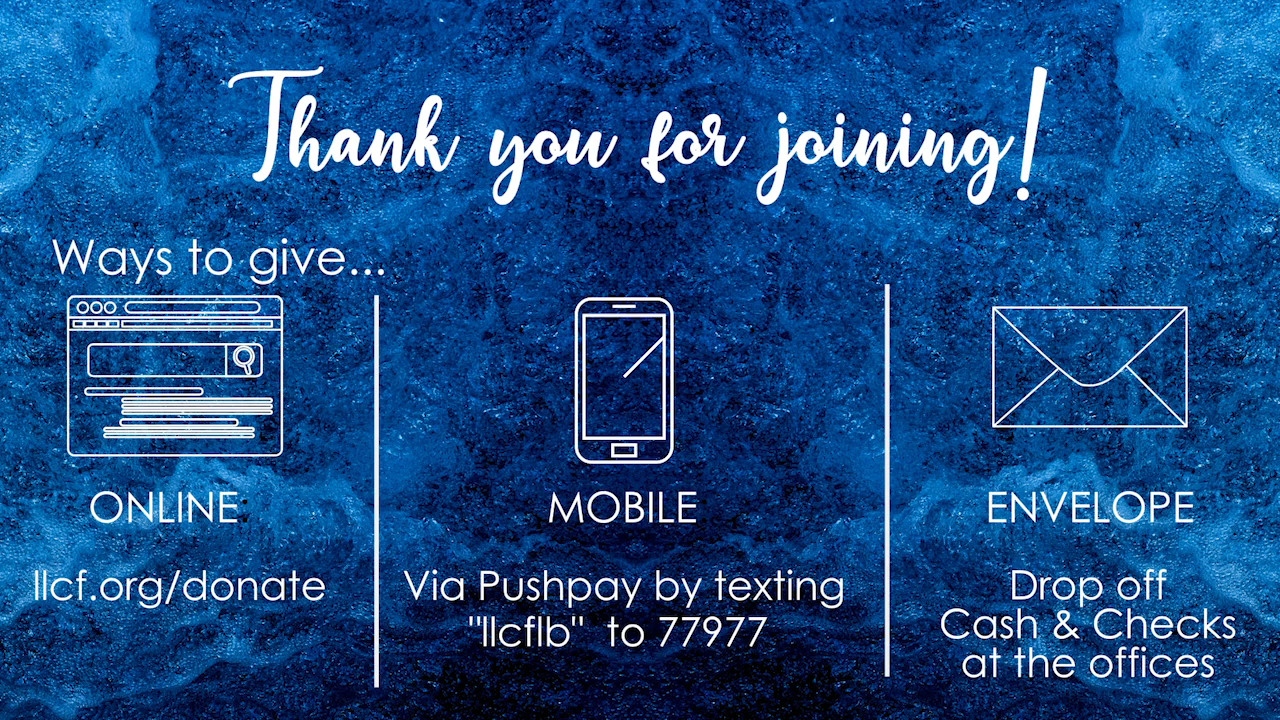 Thank you for joining!
Ways to give...
ONLINE
llcf.org/donate
MOBILE
Via Pushpay by texting
"llcflb" to 77977
ENVELOPE
Drop off
Cash & Checks
at the offices